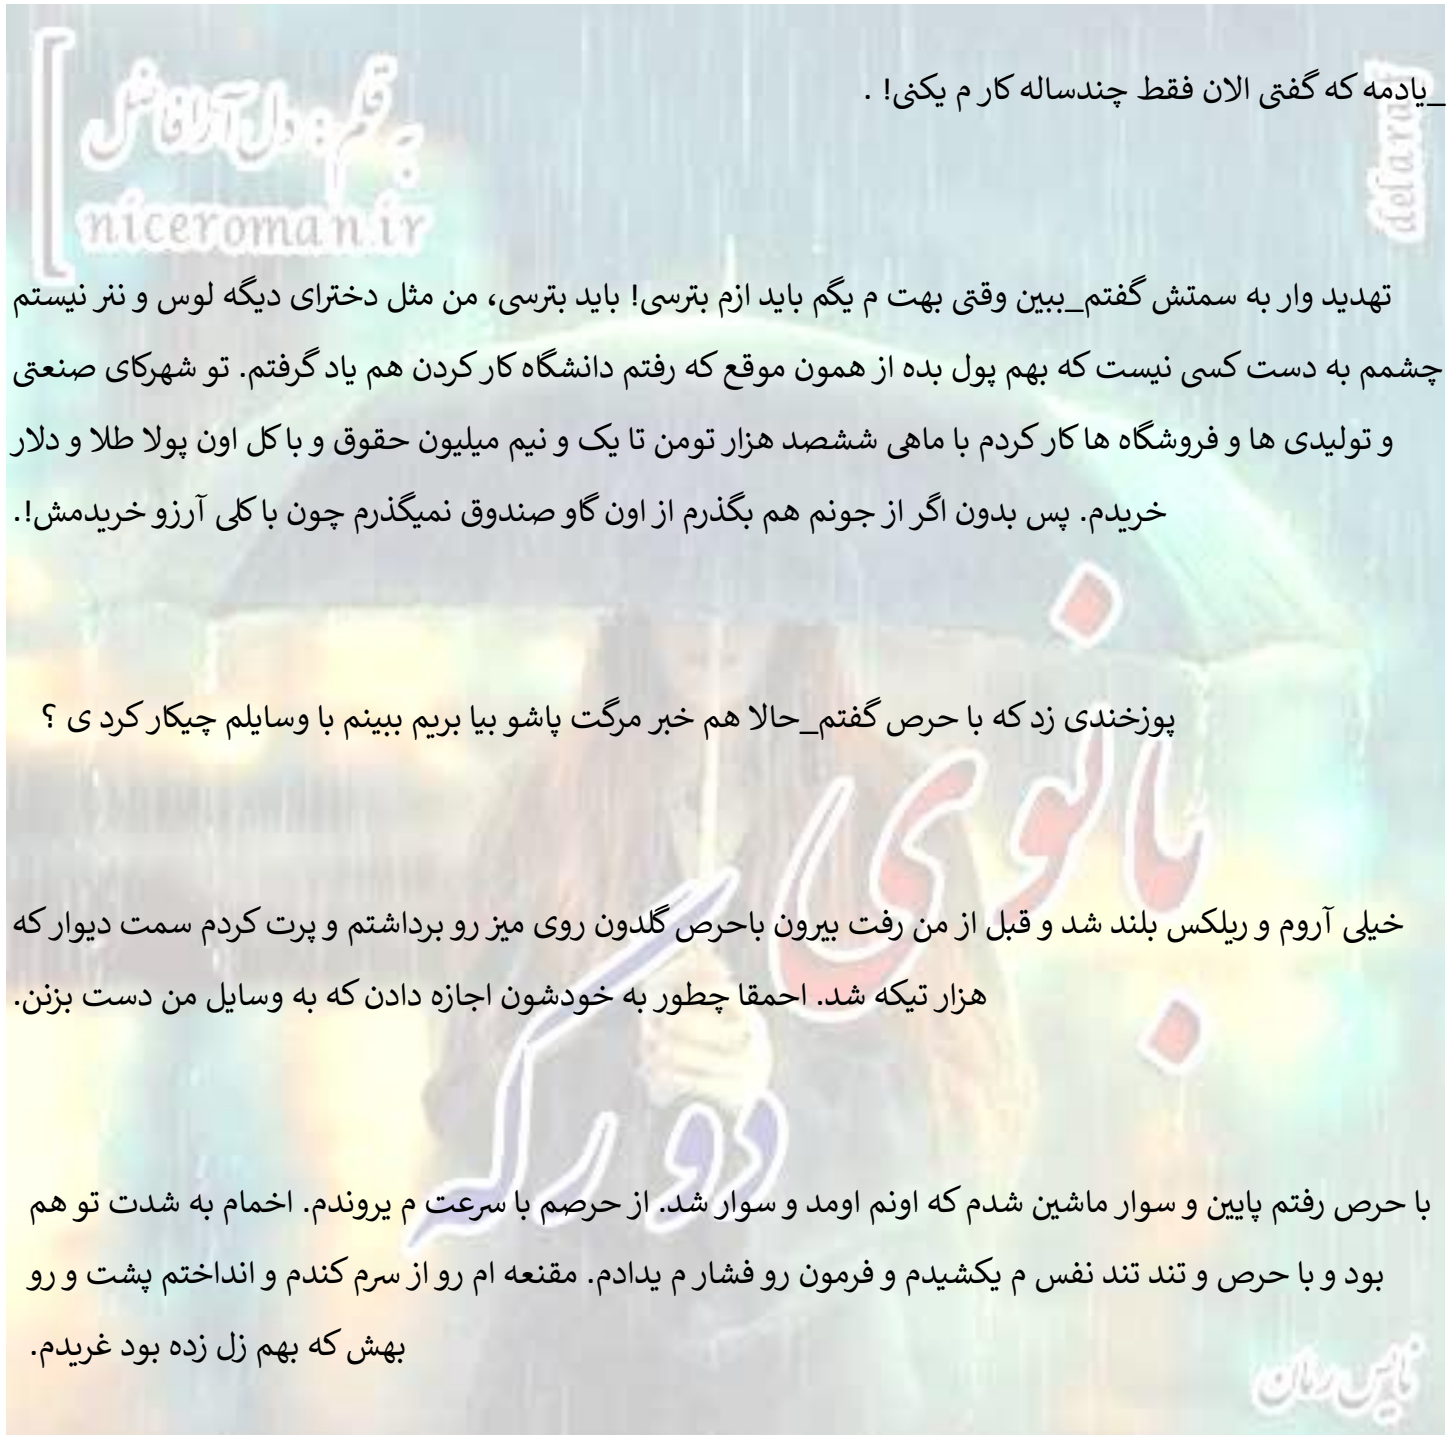 _یادمه که گفتی الان فقط چندساله کار م یکنی! .
به قلم: دل آرا فاضل
niceroman.ir
تهدید وار به سمتش گفتم_ببین وقتی بهت م یگم باید ازم بترسی! باید بترسی، من مثل دخترای دیگه لوس و ننر نیستم
چشمم به دست کسی نیست که بهم پول بده از همون موقع که رفتم دانشگاه کار کردن هم یاد گرفتم. تو شهرکای صنعتی
و تولیدی ها و فروشگاه ها کار کردم با ماهی ششصد هزار تومن تا یک و نیم میلیون حقوق و با کل اون پولا طلا و دلار
خریدم. پس بدون اگر از جونم هم بگذرم از اون گاو صندوق نمیگذرم چون با کلی آرزو خریدمش!.
پوزخندی زد که با حرص گفتم_حالا هم خبر مرگت پاشو بیا بریم ببینم با وسایلم چیکار کرد ی ؟
بانوی
خیلی آروم و ریلکس بلند شد و قبل از من رفت بیرون باحرص گلدون روی میز رو برداشتم و پرت کردم سمت دیوار که
هزار تیکه شد. احمقا چطور به خودشون اجازه دادن که به وسایل من دست بزنن.
دو رگه
با حرص رفتم پایین و سوار ماشین شدم که اونم اومد و سوار شد. از حرصم با سرعت م یروندم. اخمام به شدت تو هم
بود و با حرص و تند تند نفس م یکشیدم و فرمون رو فشار م یدادم. مقنعه ام رو از سرم کندم و انداختم پشت و رو
بهش که بهم زل زده بود غریدم.
نایس رمان